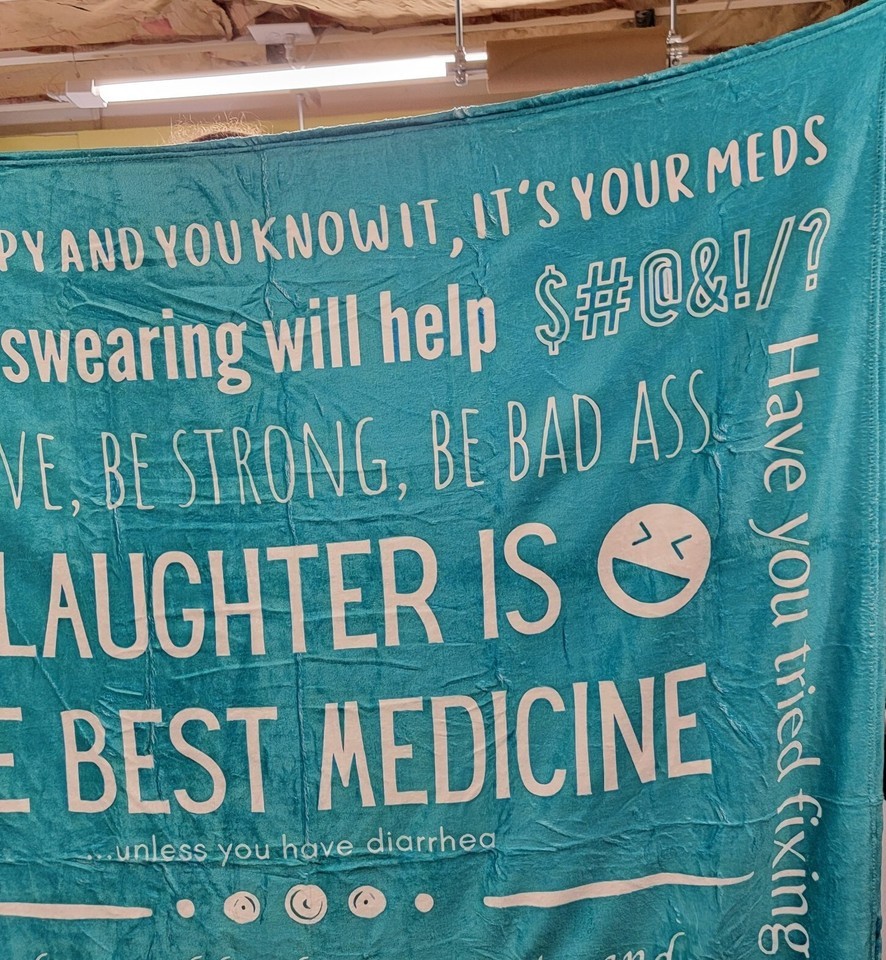 PY AND YOU KNOW IT, IT'S YOUR MEDS
swearing will help $#@&!/?
VE, BE STRONG, BE BAD ASS
LAUGHTER IS
E BEST MEDICINE
...unless you have diarrhea
Have you tried fixing